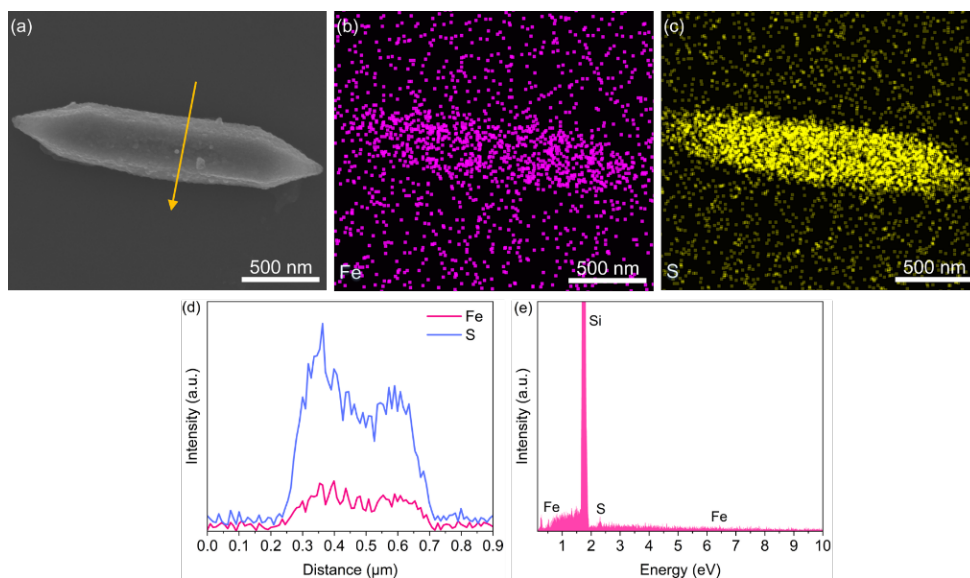 (a)
500 nm
(b)
Fe
500 nm
(c)
S
500 nm
(d)
Fe
S
Intensity (a.u.)
0.0 0.1 0.2 0.3 0.4 0.5 0.6 0.7 0.8 0.9
Distance (µm)
(e)
Si
Fe
S
Fe
Intensity (a.u.)
1 2 3 4 5 6 7 8 9 10
Energy (eV)